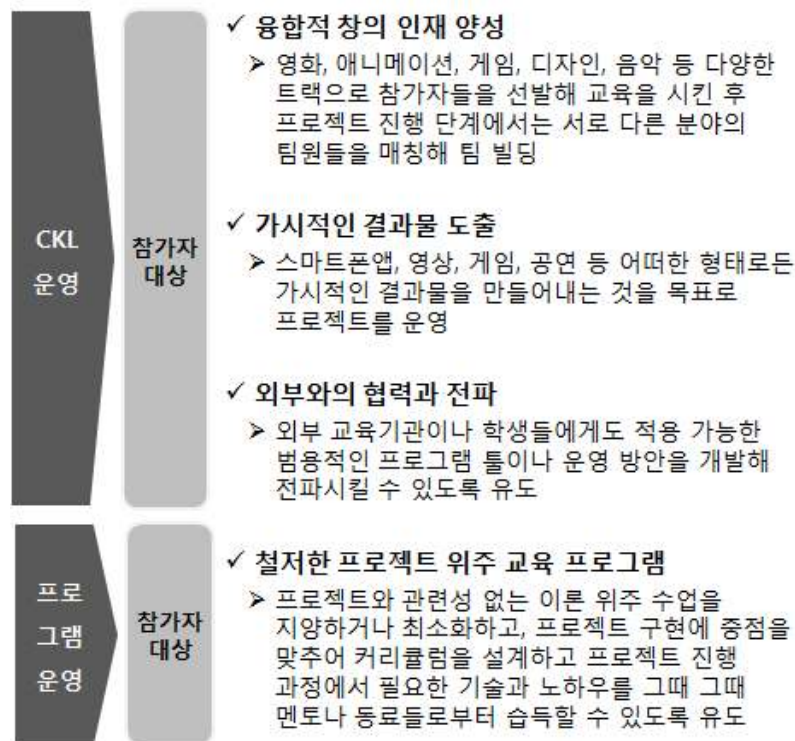 ✓ 융합적 창의 인재 양성
➢ 영화, 애니메이션, 게임, 디자인, 음악 등 다양한
트랙으로 참가자들을 선발해 교육을 시킨 후
프로젝트 진행 단계에서는 서로 다른 분야의
팀원들을 매칭해 팀 빌딩
CKL
운영
참가자
대상
✓ 가시적인 결과물 도출
➢ 스마트폰앱, 영상, 게임, 공연 등 어떠한 형태로든
가시적인 결과물을 만들어내는 것을 목표로
프로젝트를 운영
✓ 외부와의 협력과 전파
➢ 외부 교육기관이나 학생들에게도 적용 가능한
범용적인 프로그램 툴이나 운영 방안을 개발해
전파시킬 수 있도록 유도
프로
그램
운영
참가자
대상
✓ 철저한 프로젝트 위주 교육 프로그램
➢ 프로젝트와 관련성 없는 이론 위주 수업을
지양하거나 최소화하고, 프로젝트 구현에 중점을
맞추어 커리큘럼을 설계하고 프로젝트 진행
과정에서 필요한 기술과 노하우를 그때 그때
멘토나 동료들로부터 습득할 수 있도록 유도